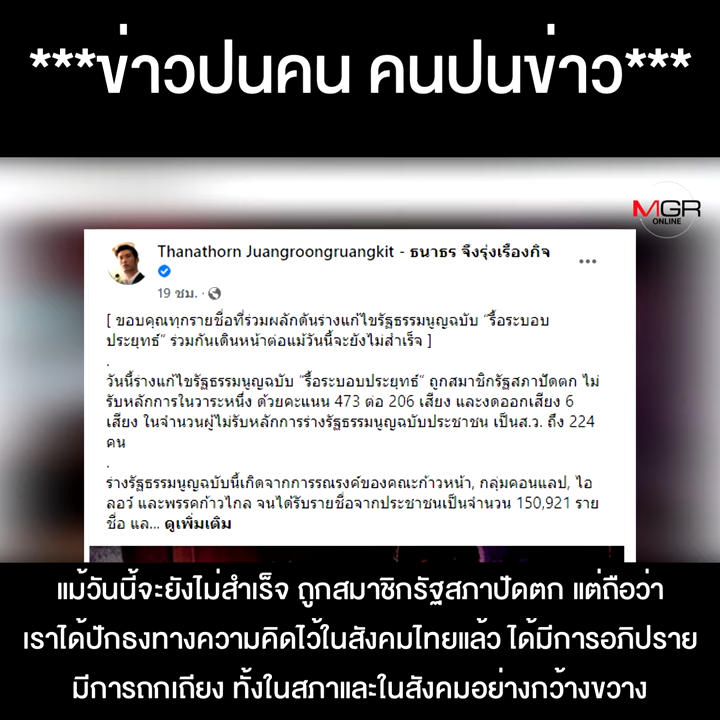 ***ข่าวปนคน คนปนข่าว***
MGR
ONLINE
Thanathorn Juangroongruangkit - ธนาธร จึงรุ่งเรืองกิจ
19 ชม. ·
[ ขอบคุณทุกรายชื่อที่ร่วมผลักดันร่างแก้ไขรัฐธรรมนูญฉบับ “รื้อระบอบ
ประยุทธ์” ร่วมกันเดินหน้าต่อแม้วันนี้จะยังไม่สำเร็จ ]
.
วันนี้ร่างแก้ไขรัฐธรรมนูญฉบับ “รื้อระบอบประยุทธ์” ถูกสมาชิกรัฐสภาปัดตก ไม่
รับหลักการในวาระหนึ่ง ด้วยคะแนน 473 ต่อ 206 เสียง และงดออกเสียง 6
เสียง ในจำนวนผู้ไม่รับหลักการร่างรัฐธรรมนูญฉบับประชาชน เป็นส.ว. ถึง 224
คน
.
ร่างรัฐธรรมนูญฉบับนี้เกิดจากการรณรงค์ของคณะก้าวหน้า, กลุ่มคอนแลป, ไอ
ลอว์ และพรรคก้าวไกล จนได้รับรายชื่อจากประชาชนเป็นจำนวน 150,921 ราย
ชื่อ แล... ดูเพิ่มเติม
แม้วันนี้จะยังไม่สำเร็จ ถูกสมาชิกรัฐสภาปัดตก แต่ถือว่า
เราได้ปักธงทางความคิดไว้ในสังคมไทยแล้ว ได้มีการอภิปราย
มีการถกเถียง ทั้งในสภาและในสังคมอย่างกว้างขวาง